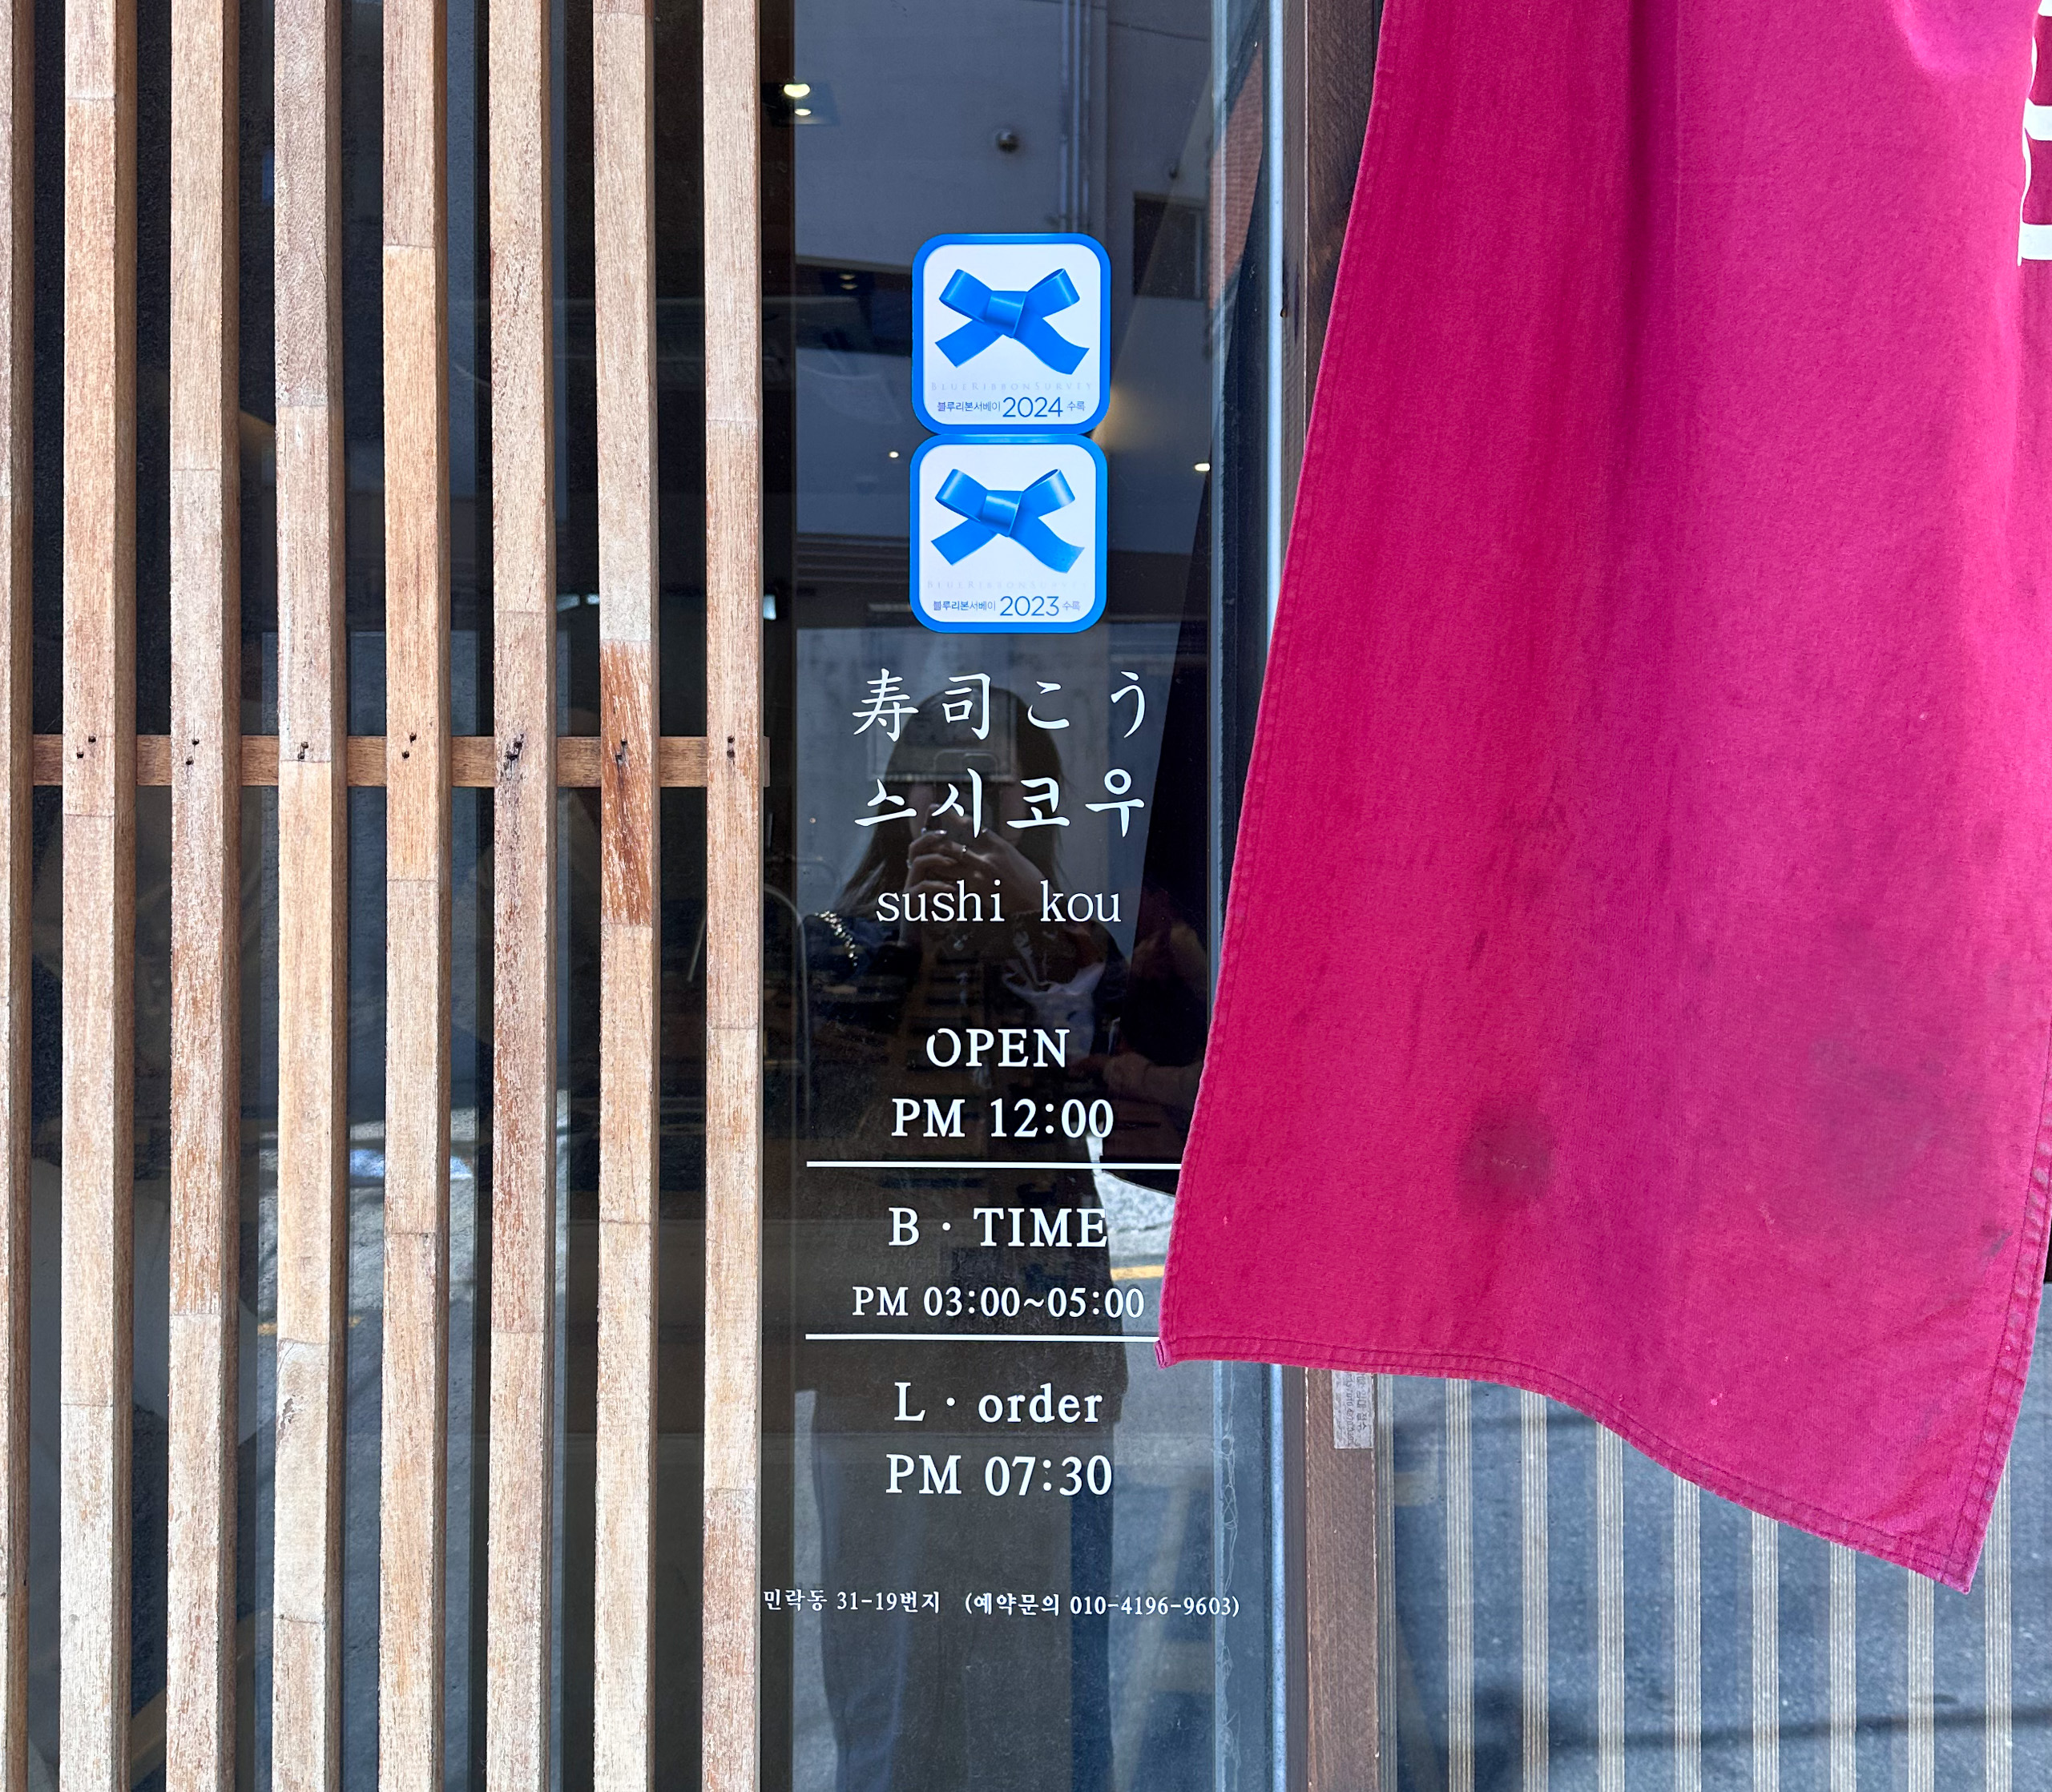 BLUERIBBONSURVEY
블루리본서베이 2024 수록
BLUERIBBONSURVEY
블루리본서베이 2023 수록
寿司こう
스시코우
sushi kou
OPEN
PM 12:00
B · TIME
PM 03:00~05:00
L · order
PM 07:30
민락동 31-19번지 (예약문의 010-4196-9603)